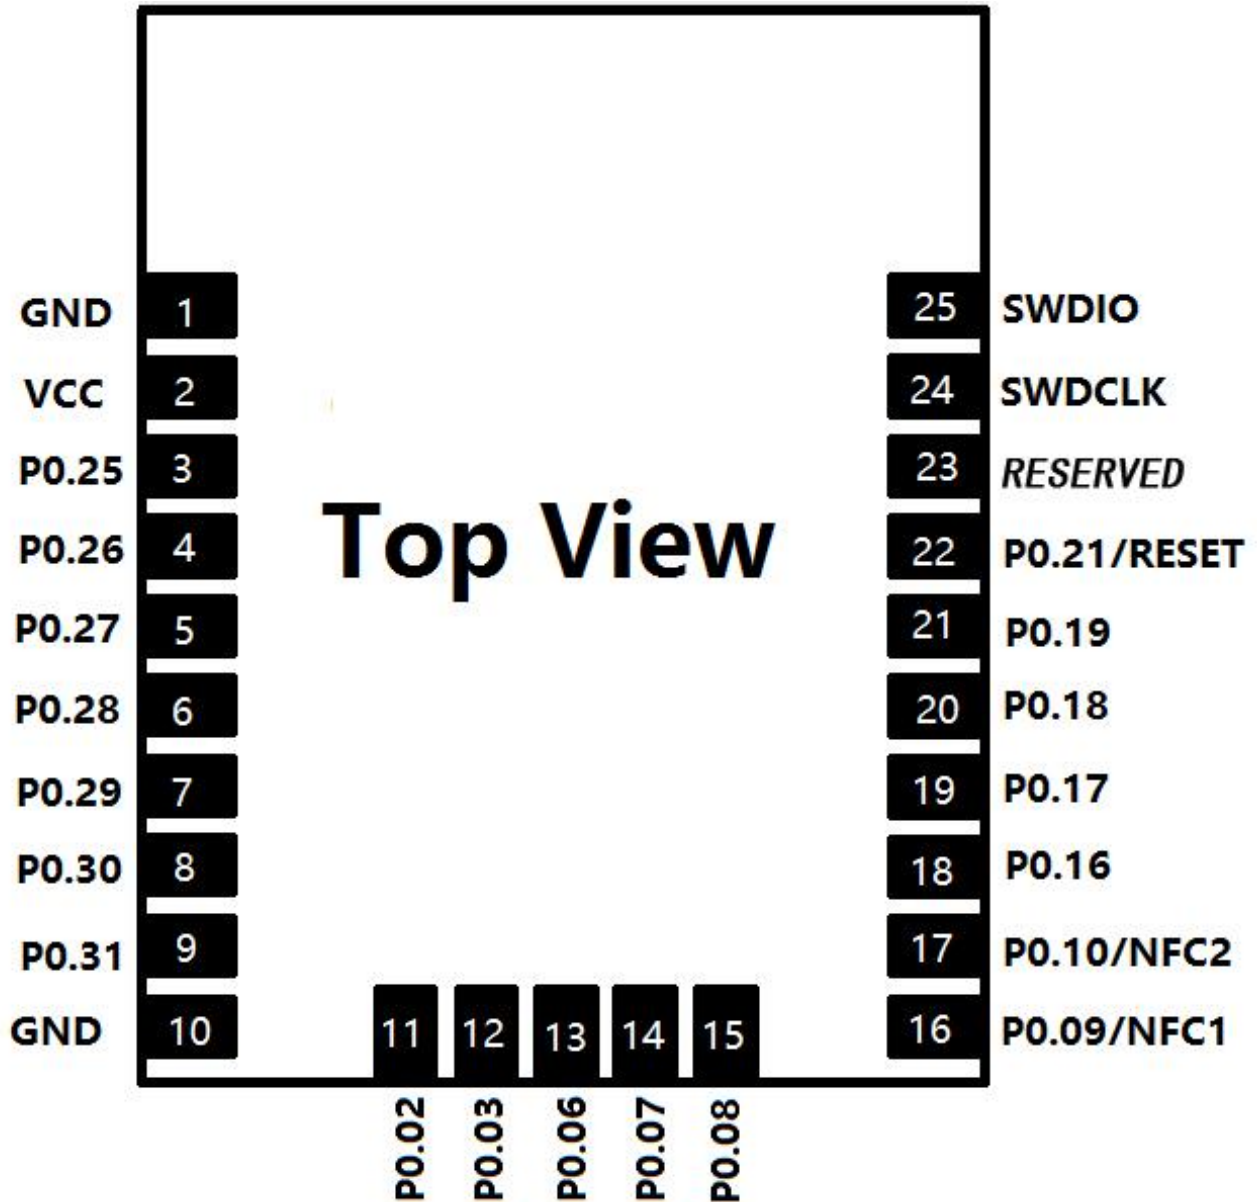 GND 1
VCC 2
P0.25 3
P0.26 4
P0.27 5
P0.28 6
P0.29 7
P0.30 8
P0.31 9
GND 10
Top View
25 SWDIO
24 SWDCLK
23 RESERVED
22 P0.21/RESET
21 P0.19
20 P0.18
19 P0.17
18 P0.16
17 P0.10/NFC2
16 P0.09/NFC1
11 12 13 14 15
P0.02
P0.03
P0.06
P0.07
P0.08